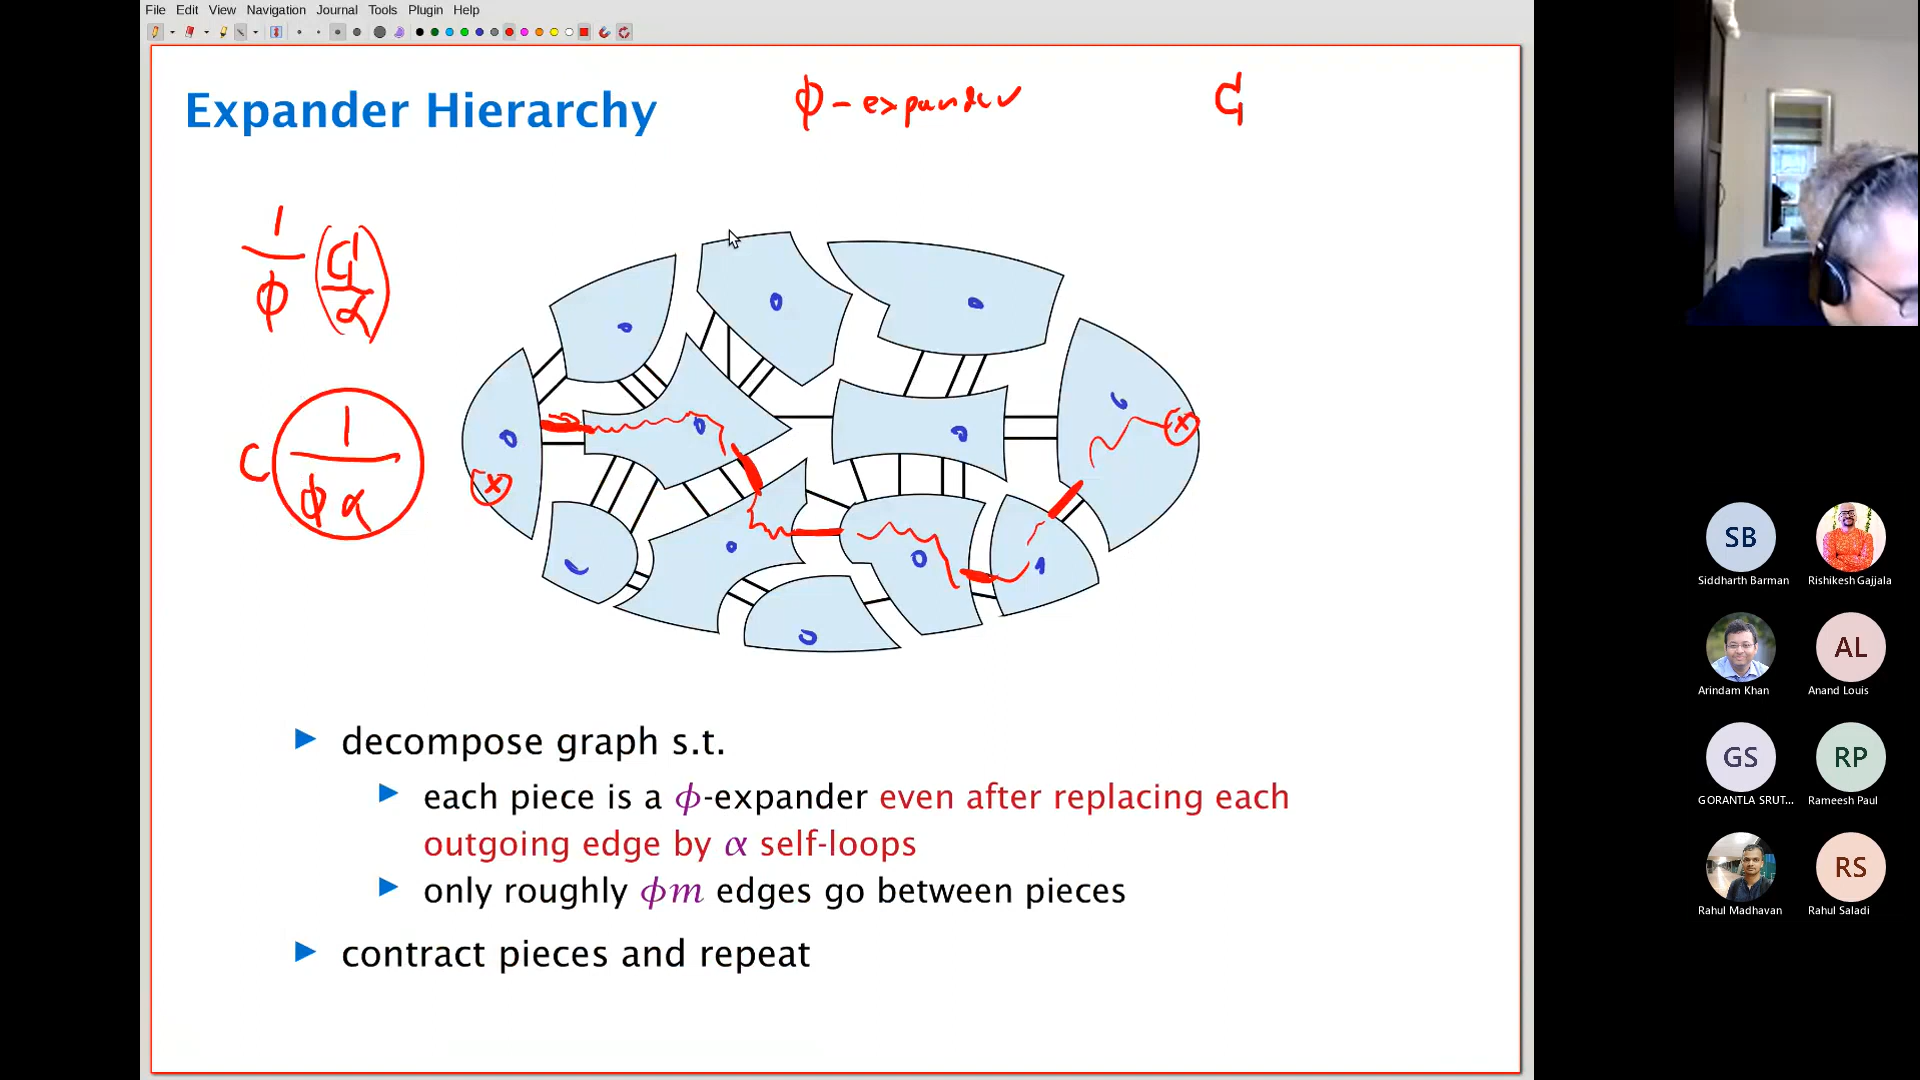 File Edit View Navigation Journal Tools Plugin Help
Expander Hierarchy
ϕ-expander
1/ϕ
1/ϕα
decompose graph s.t.
each piece is a ϕ-expander even after replacing each
outgoing edge by α self-loops
only roughly ϕm edges go between pieces
contract pieces and repeat
SB
Siddharth Barman
Rishikesh Gajjala
Arindam Khan
AL
Anand Louis
GS
GORANTLA SRUT...
RP
Rameesh Paul
Rahul Madhavan
RS
Rahul Saladi